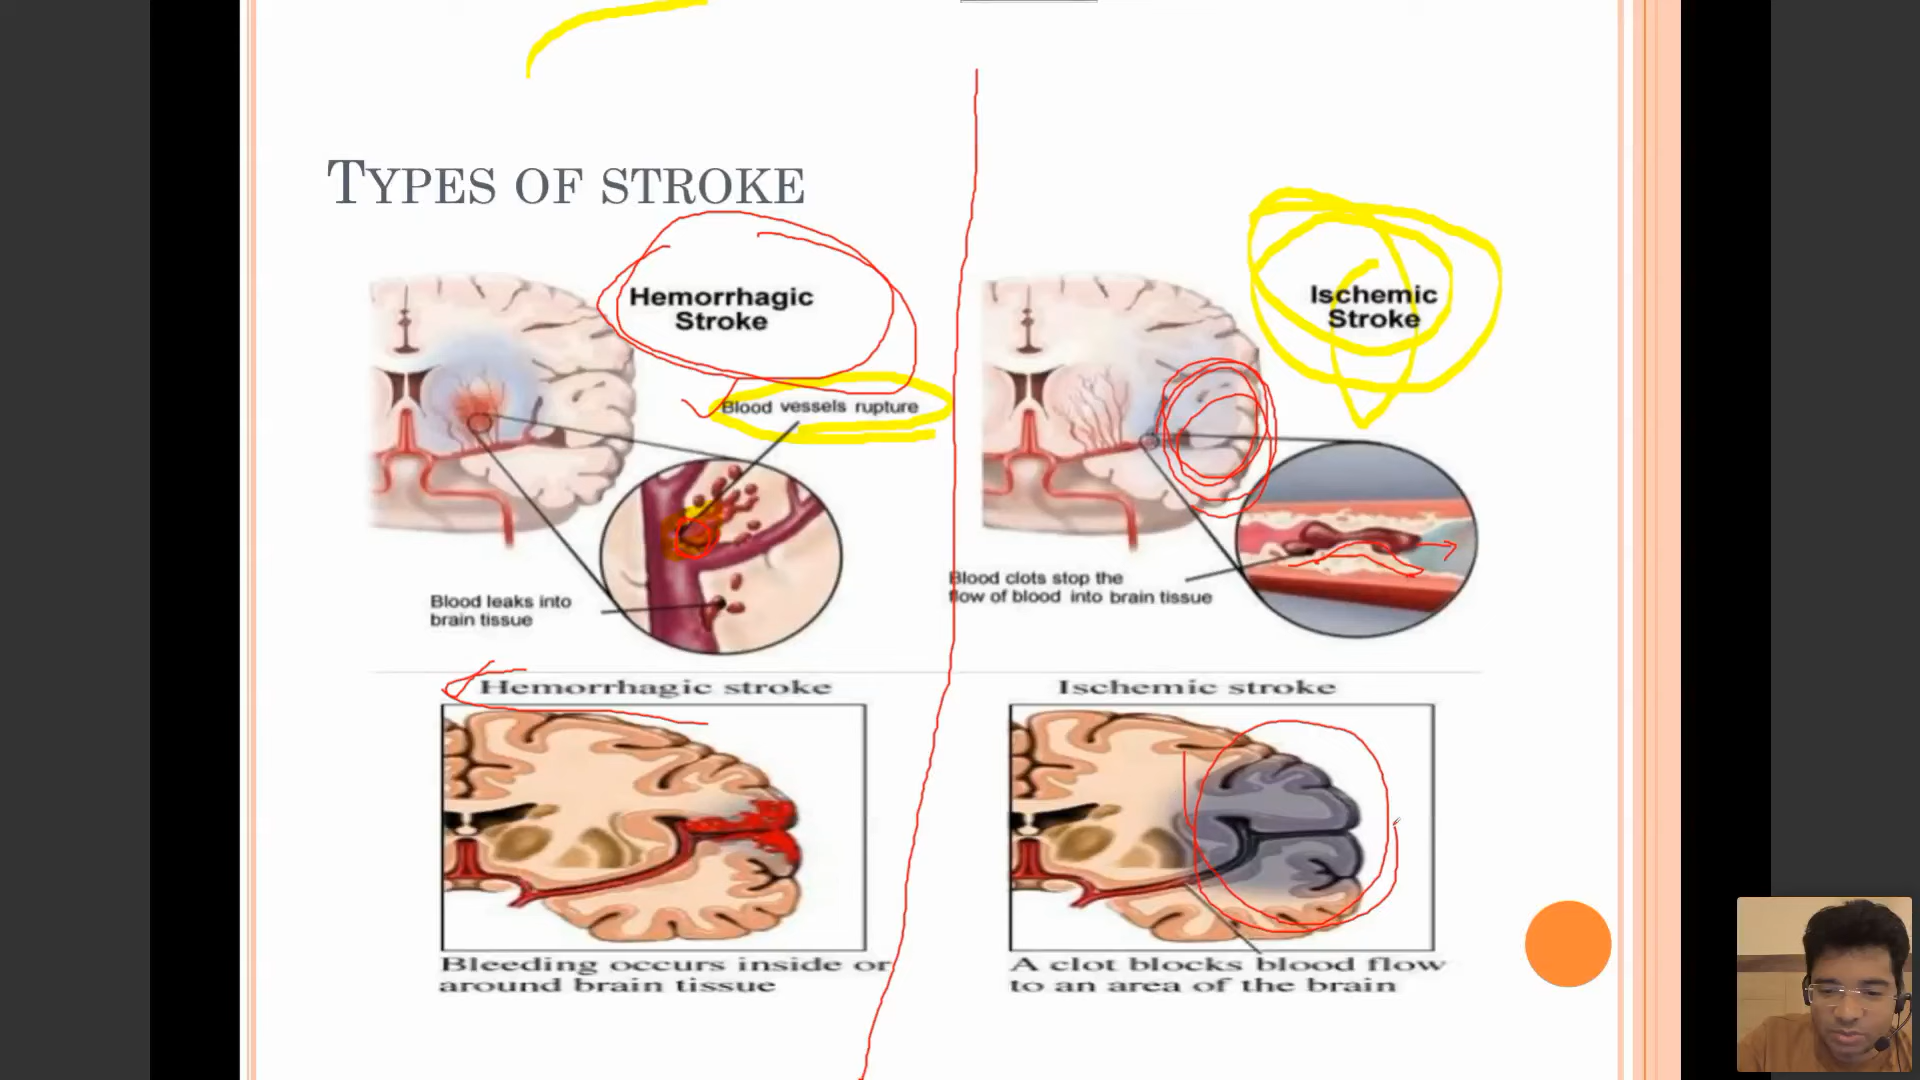 TYPES OF STROKE
Hemorrhagic
Stroke
Blood vessels rupture
Blood leaks into
brain tissue
Ischemic
Stroke
Blood clots stop the
flow of blood into brain tissue
Hemorrhagic stroke
Bleeding occurs inside or
around brain tissue
Ischemic stroke
A clot blocks blood flow
to an area of the brain